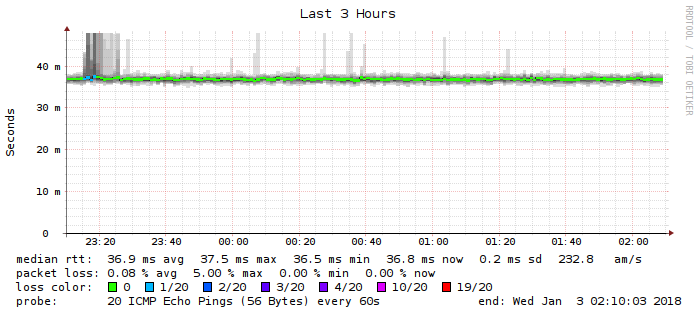 Last 3 Hours
RRDTOOL / TOBI OETIKER
Seconds
40 m
30 m
20 m
10 m
0
23:20 23:40 00:00 00:20 00:40 01:00 01:20 01:40 02:00
median rtt: 36.9 ms avg 37.5 ms max 36.5 ms min 36.8 ms now 0.2 ms sd 232.8 am/s
packet loss: 0.08 % avg 5.00 % max 0.00 % min 0.00 % now
loss color: 0 1/20 2/20 3/20 4/20 10/20 19/20
probe: 20 ICMP Echo Pings (56 Bytes) every 60s end: Wed Jan 3 02:10:03 2018